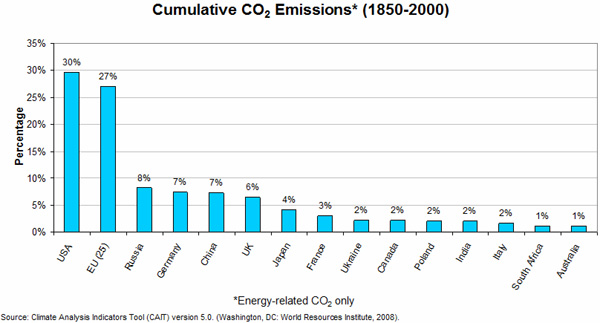 Cumulative CO₂ Emissions* (1850-2000)
35%
30%
25%
20%
15%
10%
5%
0%
Percentage
30%
27%
8%
7%
7%
6%
4%
3%
2%
2%
2%
2%
2%
1%
1%
USA
EU (25)
Russia
Germany
China
UK
Japan
France
Ukraine
Canada
Poland
India
Italy
South Africa
Australia
*Energy-related CO₂ only
Source: Climate Analysis Indicators Tool (CAIT) version 5.0. (Washington, DC: World Resources Institute, 2008).